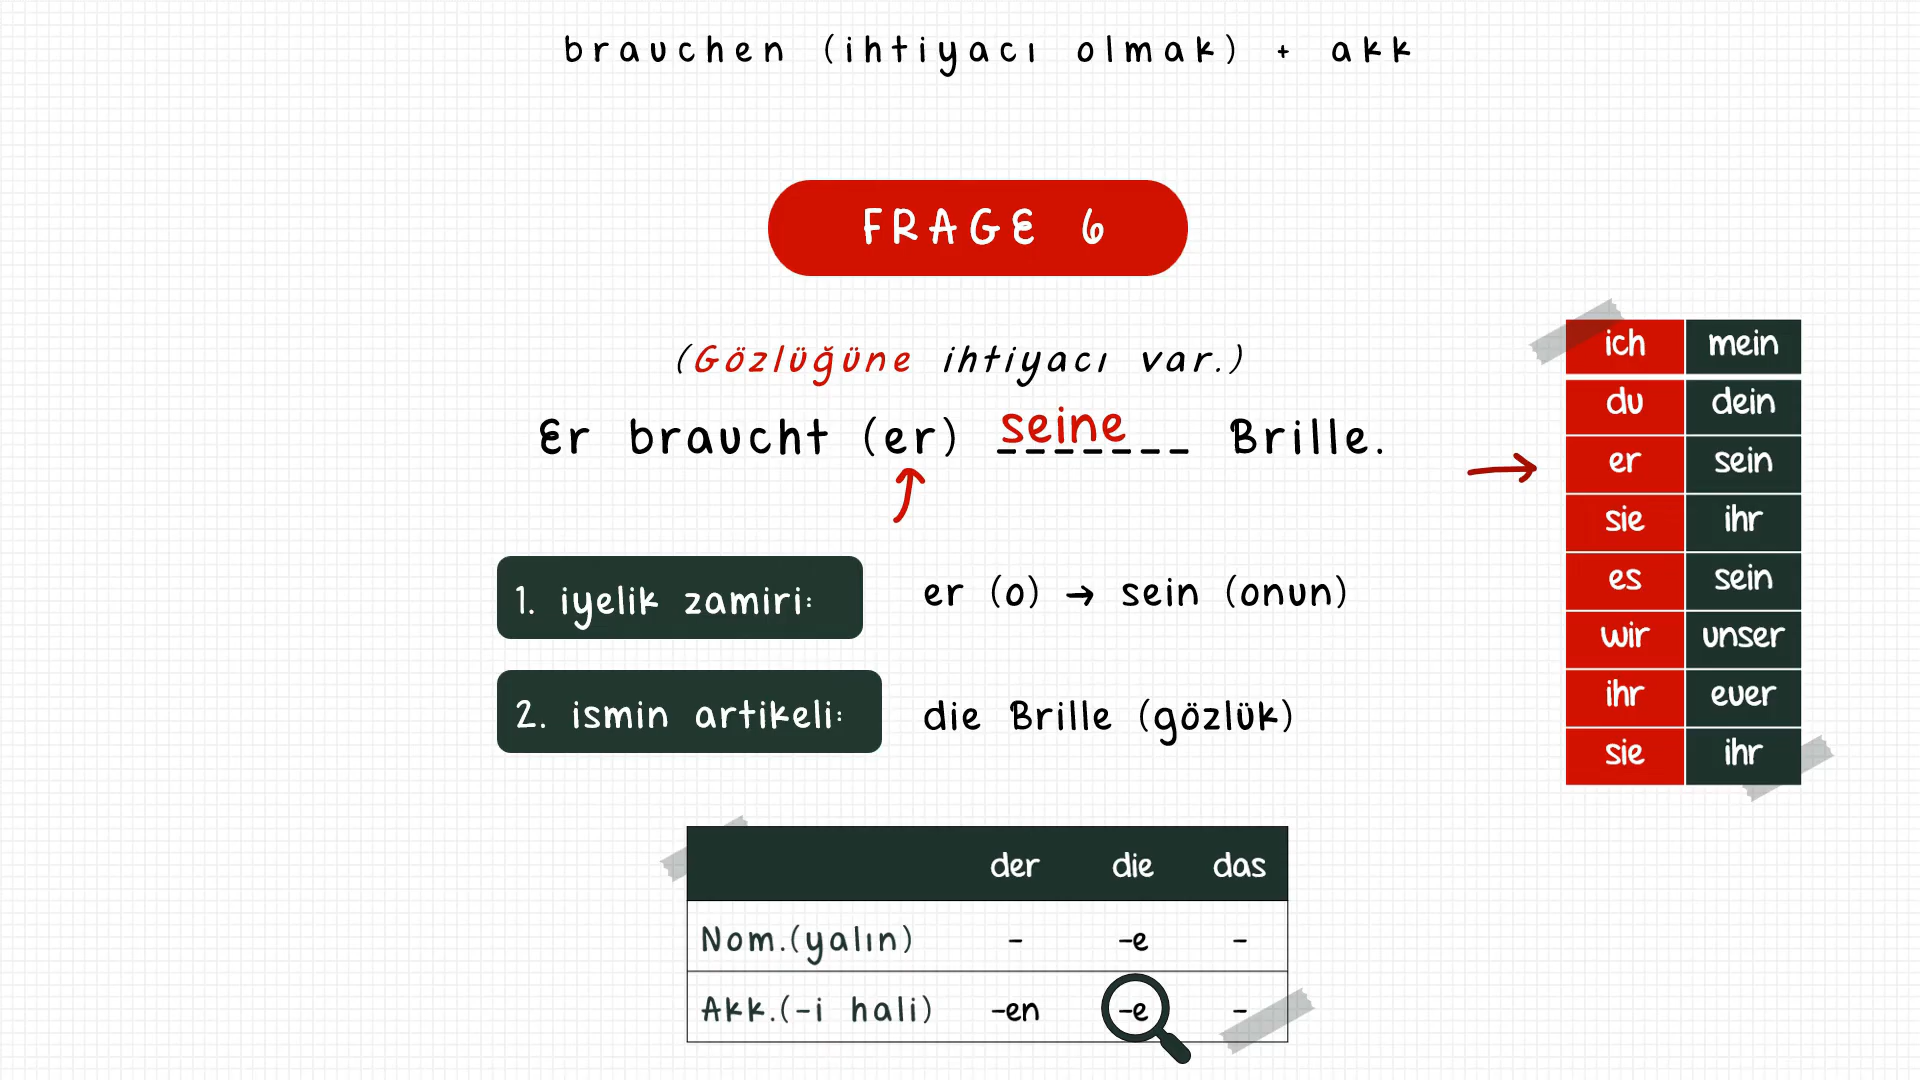 brauchen (ihtiyacı olmak) + akk
FRAGE 6
(Gözlüğüne ihtiyacı var.)
Er braucht (er) seine_______ Brille.
1. iyelik zamiri: er (o) → sein (onun)
2. ismin artikeli: die Brille (gözlük)
ich mein
du dein
er sein
sie ihr
es sein
wir unser
ihr euer
sie ihr
der die das
Nom.(yalın) - -e -
Akk.(-i hali) -en -e -